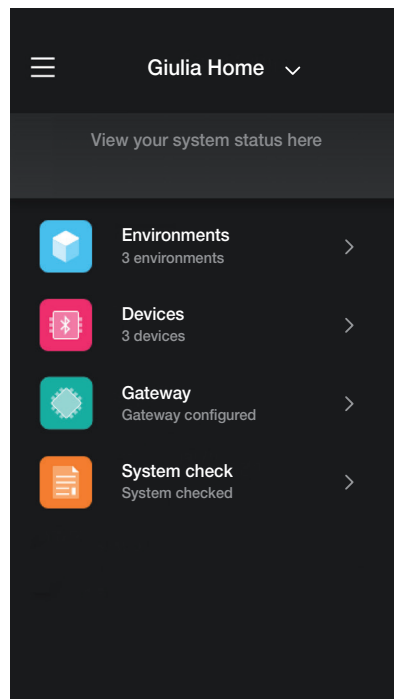 Giulia Home
View your system status here
Environments
3 environments
Devices
3 devices
Gateway
Gateway configured
System check
System checked